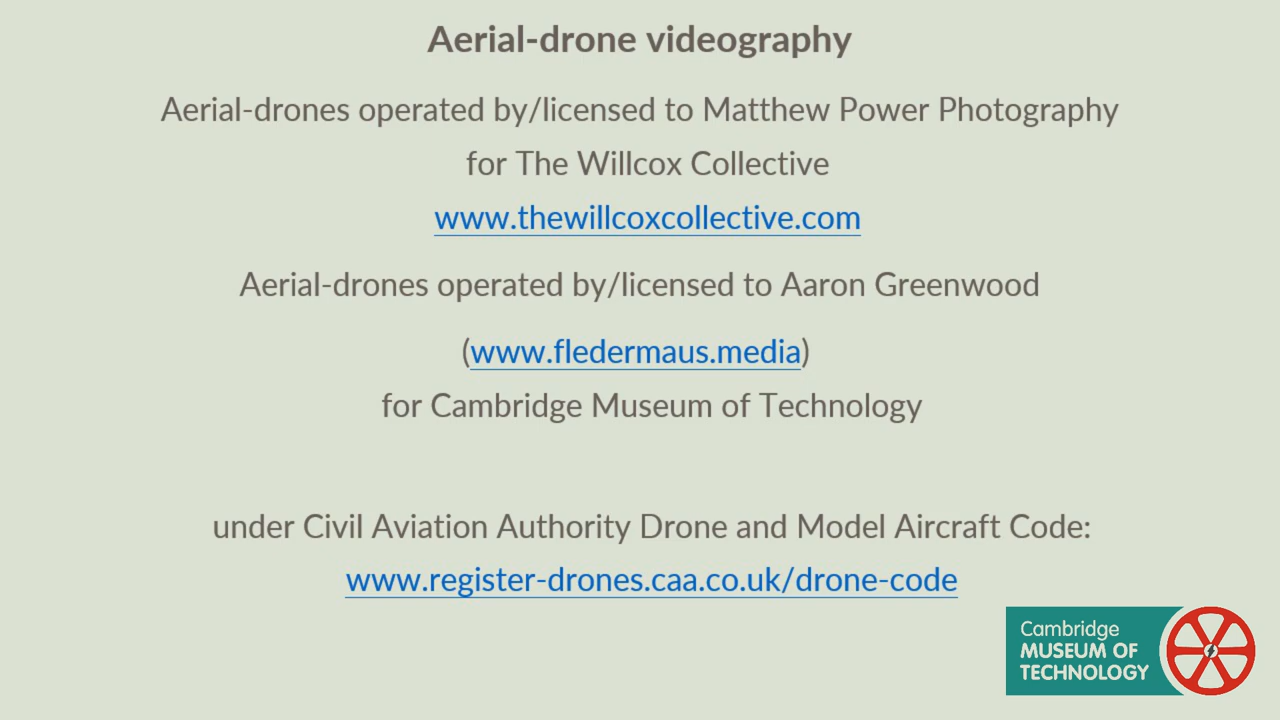 Aerial-drone videography
Aerial-drones operated by/licensed to Matthew Power Photography
for The Willcox Collective
www.thewillcoxcollective.com
Aerial-drones operated by/licensed to Aaron Greenwood
(www.fledermaus.media)
for Cambridge Museum of Technology
under Civil Aviation Authority Drone and Model Aircraft Code:
www.register-drones.caa.co.uk/drone-code
Cambridge
MUSEUM OF
TECHNOLOGY